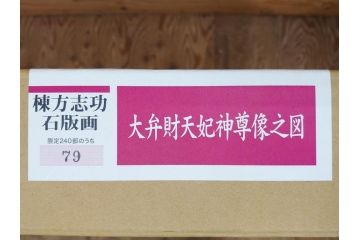 棟方志功
石版画
限定240部のうち
79
大弁財天妃神尊像之図